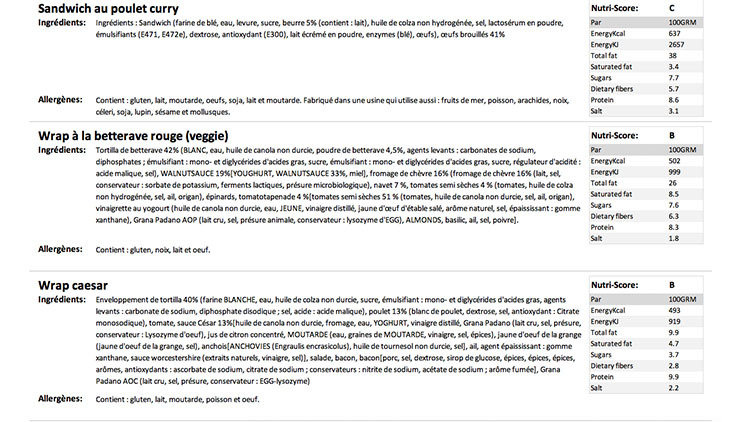 Sandwich au poulet curry
Ingrédients: Ingrédients : Sandwich (farine de blé, eau, levure, sucre, beurre 5% (contient : lait), huile de colza non hydrogénée, sel, lactosérum en poudre,
émulsifiants (E471, E472e), dextrose, antioxydant (E300), lait écrémé en poudre, enzymes (blé), œufs), œufs brouillés 41%
Allergènes: Contient : gluten, lait, moutarde, oeufs, soja, lait et moutarde. Fabriqué dans une usine qui utilise aussi : fruits de mer, poisson, arachides, noix,
céleri, soja, lupin, sésame et mollusques.
Nutri-Score: C
Par 100GRM
EnergyKcal 637
EnergyKJ 2657
Total fat 38
Saturated fat 3.4
Sugars 7.7
Dietary fibers 5.7
Protein 8.6
Salt 3.1
Wrap à la betterave rouge (veggie)
Ingrédients: Tortilla de betterave 42% (BLANC, eau, huile de canola non durcie, poudre de betterave 4,5%, agents levants : carbonates de sodium,
diphosphates ; émulsifiant : mono- et diglycérides d'acides gras, sucre, émulsifiant : mono- et diglycérides d'acides gras, sucre, régulateur d'acidité :
acide malique, sel), WALNUTSAUCE 19%[YOUGHURT, WALNUTSAUCE 33%, miel], fromage de chèvre 16% (fromage de chèvre 16% (lait, sel,
conservateur : sorbate de potassium, ferments lactiques, présure microbiologique), navet 7 %, tomates semi sèches 4 % (tomates, huile de colza
non hydrogénée, sel, ail, origan), épinards, tomatotapenade 4 %[tomates semi sèches 51 % (tomates, huile de canola non durcie, sel, ail, origan),
vinaigrette au yogourt (huile de canola non durcie, eau, JEUNE, vinaigre distillé, jaune d'œuf d'étable salé, arôme naturel, sel, épaississant : gomme
xanthane), Grana Padano AOP (lait cru, sel, présure animale, conservateur : lysozyme d'EGG), ALMONDS, basilic, ail, sel, poivre].
Allergènes: Contient : gluten, noix, lait et oeuf.
Nutri-Score: B
Par 100GRM
EnergyKcal 502
EnergyKJ 999
Total fat 26
Saturated fat 8.5
Sugars 7.6
Dietary fibers 6.3
Protein 8.3
Salt 1.8
Wrap caesar
Ingrédients: Enveloppement de tortilla 40% (farine BLANCHE, eau, huile de colza non durcie, sucre, émulsifiant : mono- et diglycérides d'acides gras, agents
levants : carbonate de sodium, diphosphate disodique ; sel, acide : acide malique), poulet 13% (blanc de poulet, dextrose, sel, antioxydant : Citrate
monosodique), tomate, sauce César 13%[huile de canola non durcie, fromage, eau, YOGHURT, vinaigre distillé, Grana Padano (lait cru, sel, présure,
conservateur : Lysozyme d'oeuf), jus de citron concentré, MOUTARDE (eau, graines de MOUTARDE, vinaigre, sel, épices), jaune d'oeuf de la grange
(jaune d'oeuf de la grange, sel), anchois[ANCHOVIES (Engraulis encrasicolus), huile de tournesol non durcie, sel], ail, agent épaississant : gomme
xanthane, sauce worcestershire (extraits naturels, vinaigre, sel)], salade, bacon, bacon[porc, sel, dextrose, sirop de glucose, épices, épices, épices,
arômes, antioxydants : ascorbate de sodium, citrate de sodium ; conservateurs : nitrite de sodium, acétate de sodium ; arôme fumée], Grana
Padano AOC (lait cru, sel, présure, conservateur : EGG-lysozyme)
Allergènes: Contient : gluten, lait, moutarde, poisson et oeuf.
Nutri-Score: B
Par 100GRM
EnergyKcal 493
EnergyKJ 919
Total fat 9.9
Saturated fat 4.7
Sugars 3.7
Dietary fibers 2.8
Protein 9.9
Salt 2.2